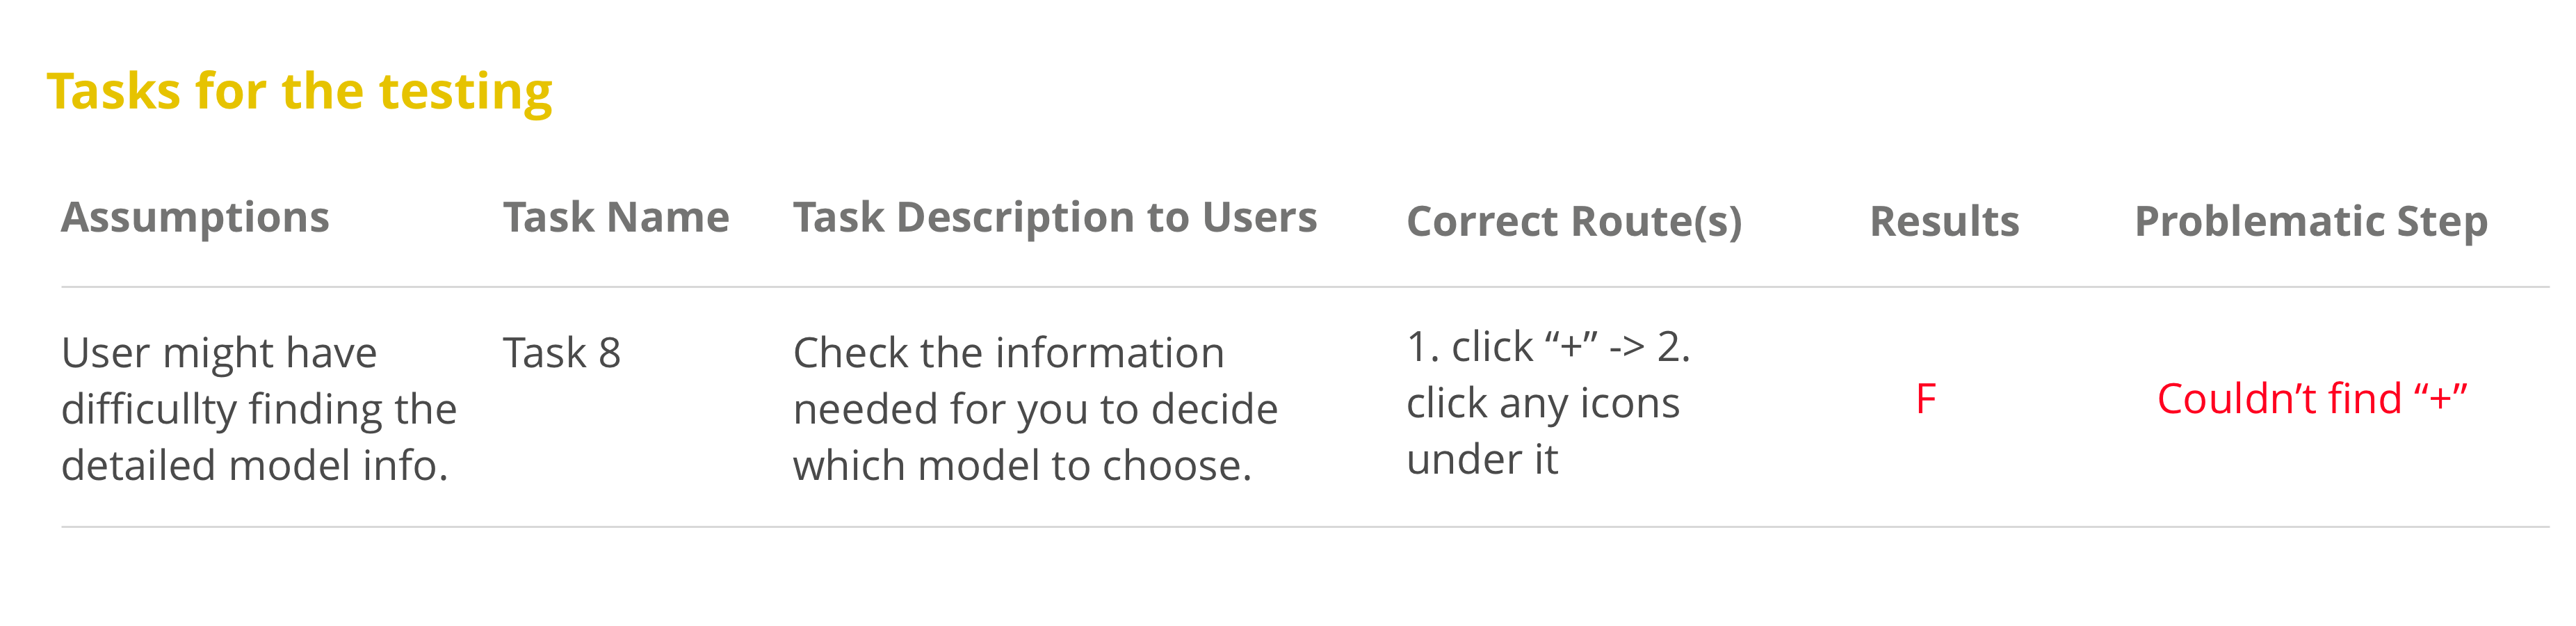 Tasks for the testing
Assumptions
Task Name
Task Description to Users
Correct Route(s)
Results
Problematic Step
User might have
difficullty finding the
detailed model info.
Task 8
Check the information
needed for you to decide
which model to choose.
1. click “+” -> 2.
click any icons
under it
F
Couldn’t find “+”